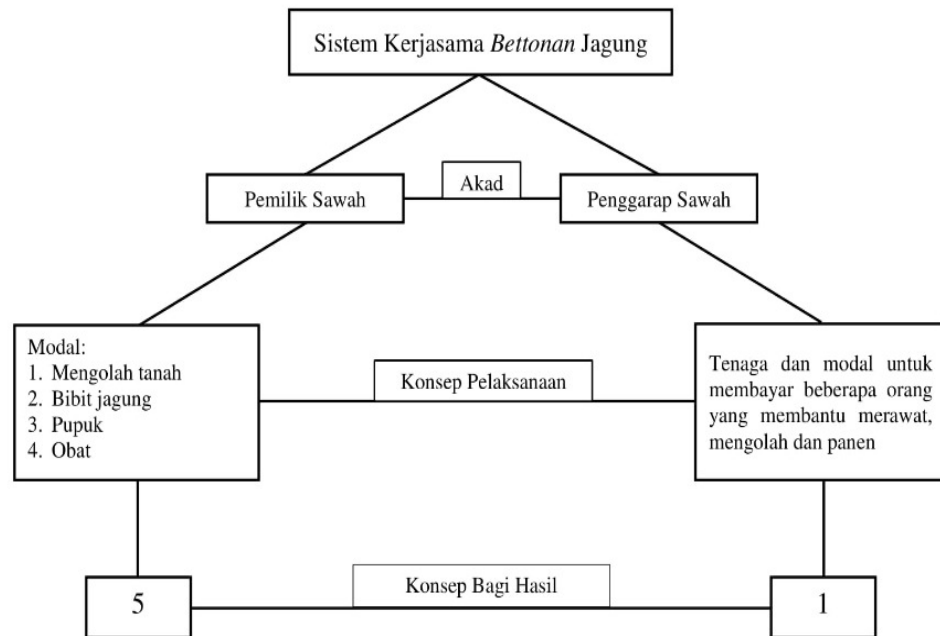 Sistem Kerjasama Bettonan Jagung
Akad
Pemilik Sawah
Penggarap Sawah
Modal:
1. Mengolah tanah
2. Bibit jagung
3. Pupuk
4. Obat
Konsep Pelaksanaan
Tenaga dan modal untuk
membayar beberapa orang
yang membantu merawat,
mengolah dan panen
5
Konsep Bagi Hasil
1